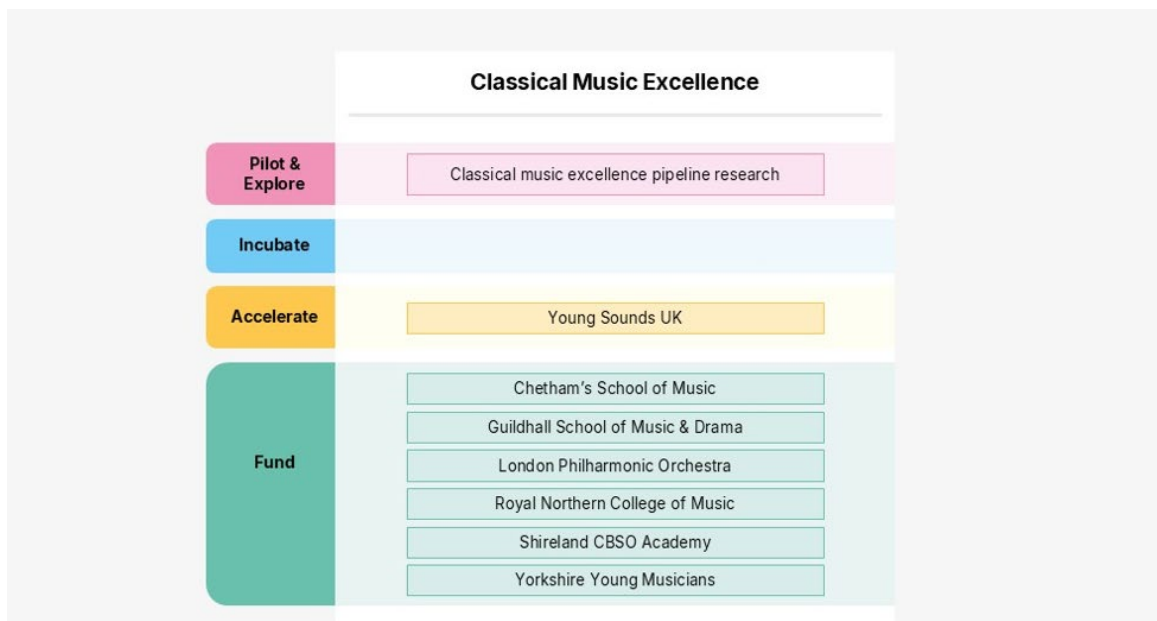 Classical Music Excellence
Pilot &
Explore
Classical music excellence pipeline research
Incubate
Accelerate
Young Sounds UK
Fund
Chetham’s School of Music
Guildhall School of Music & Drama
London Philharmonic Orchestra
Royal Northern College of Music
Shireland CBSO Academy
Yorkshire Young Musicians